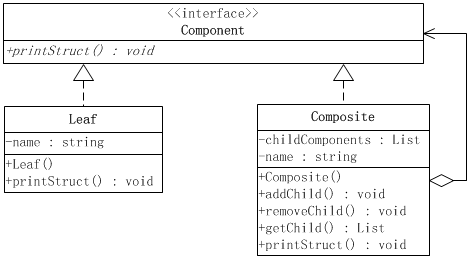 <<interface>>
Component
+printStruct() : void
Leaf
-name : string
+Leaf()
+printStruct() : void
Composite
-childComponents : List
-name : string
+Composite()
+addChild() : void
+removeChild() : void
+getChild() : List
+printStruct() : void